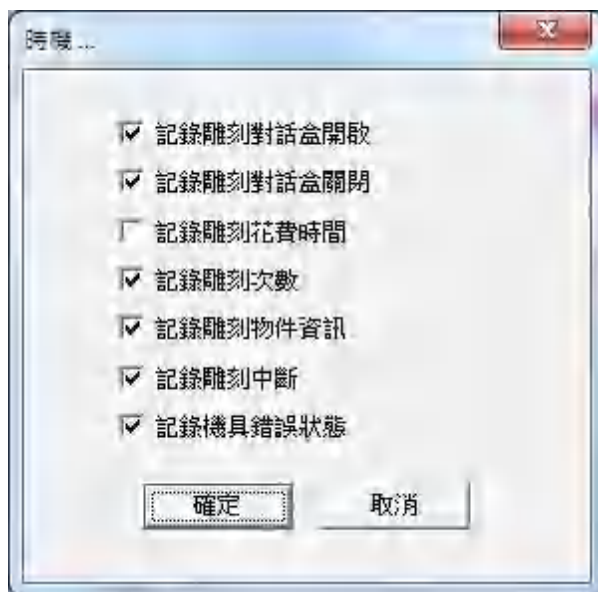 時機...
記錄雕刻對話盒開啟
記錄雕刻對話盒關閉
記錄雕刻花費時間
記錄雕刻次數
記錄雕刻物件資訊
記錄雕刻中斷
記錄機具錯誤狀態
確定
取消